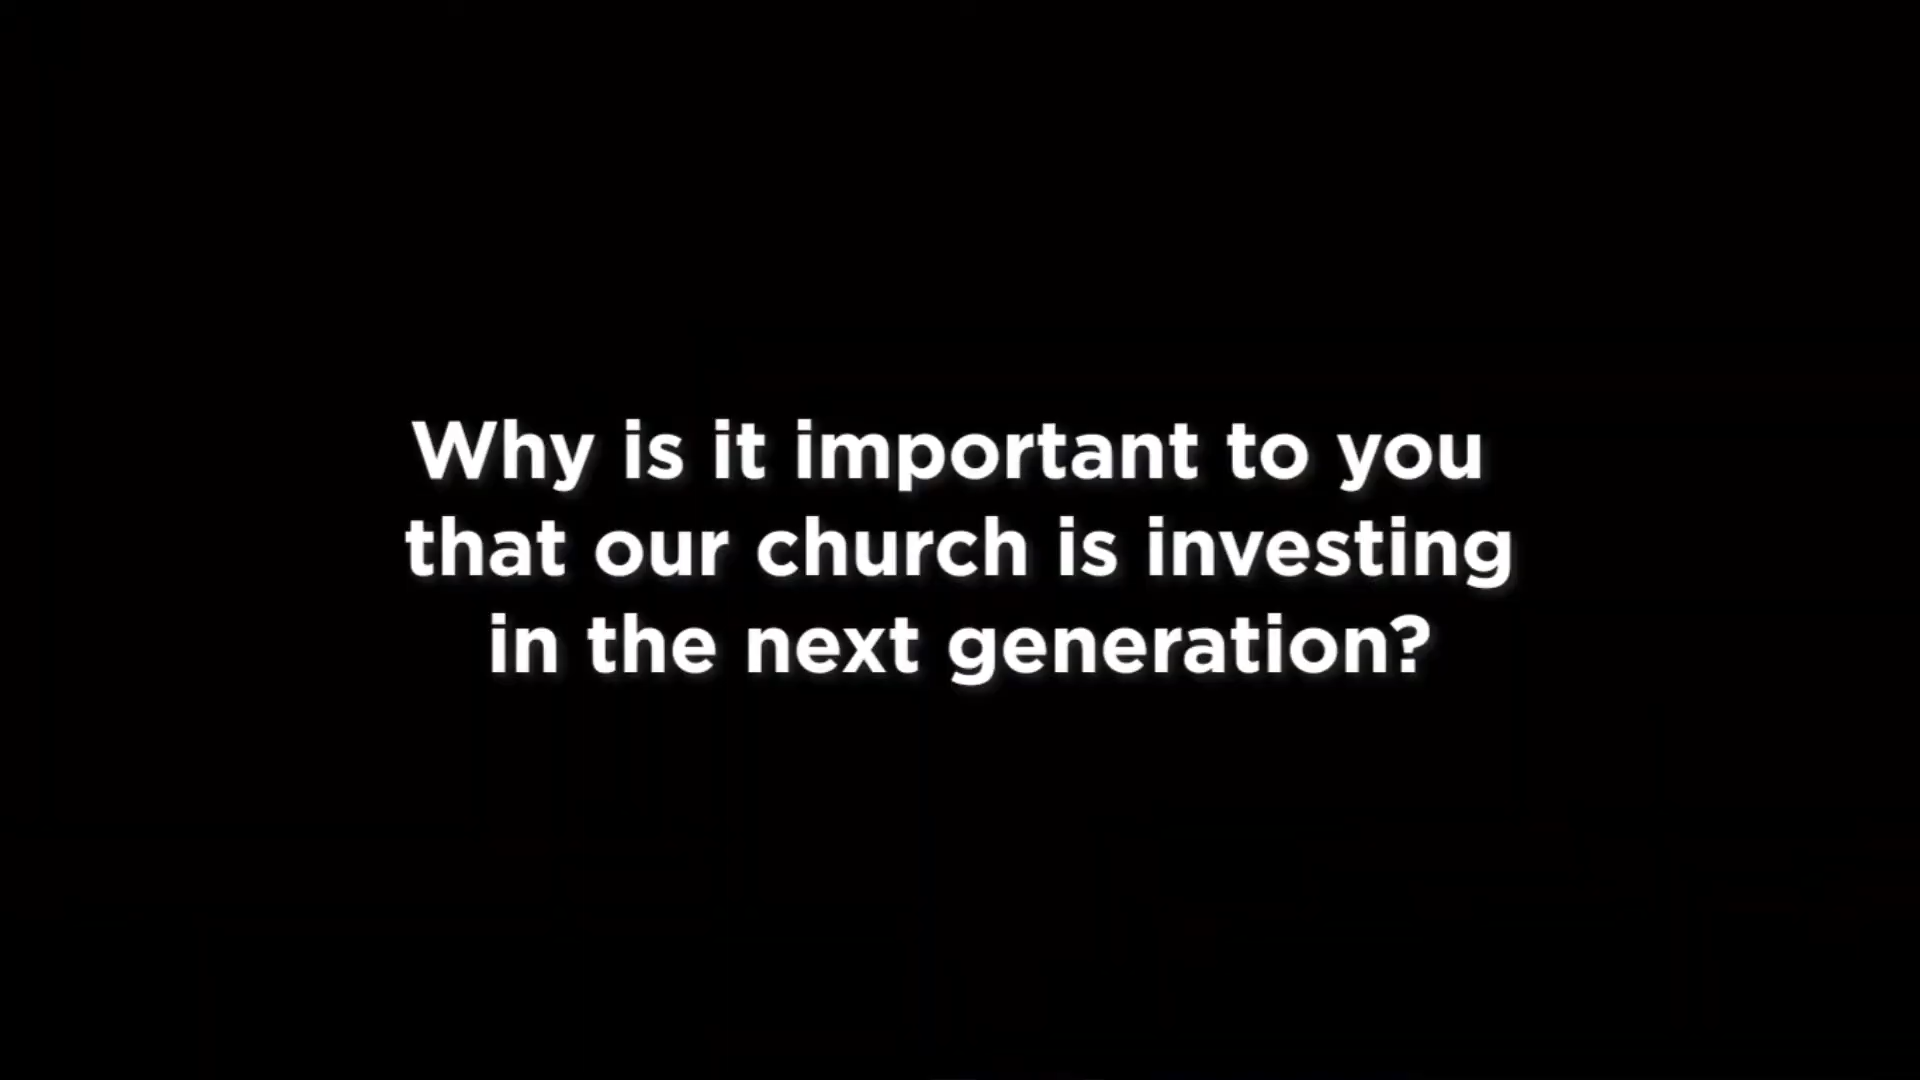 Why is it important to you
that our church is investing
in the next generation?